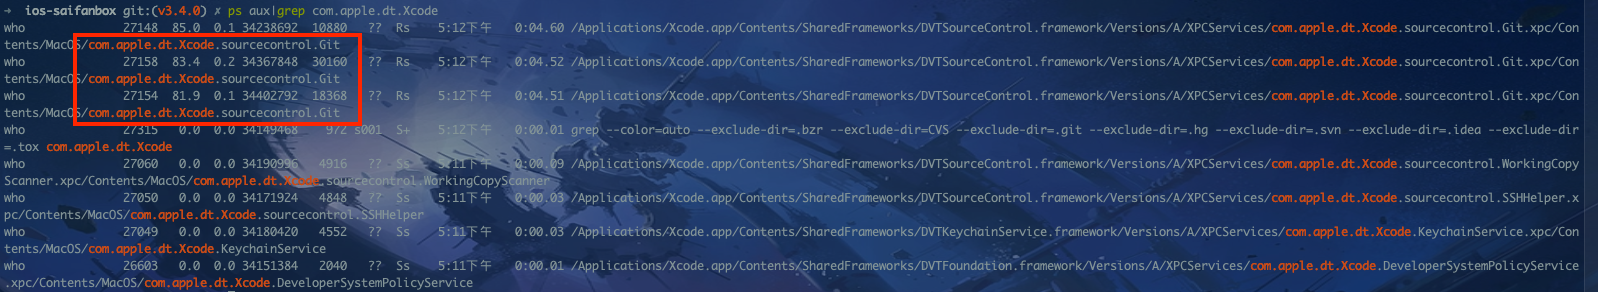 →  ios-saifanbox git:(v3.4.0) ✗ ps aux|grep com.apple.dt.Xcode
who              27148  85.0  0.1 34238692  10880   ??  Rs    5:12下午   0:04.60 /Applications/Xcode.app/Contents/SharedFrameworks/DVTSourceControl.framework/Versions/A/XPCServices/com.apple.dt.Xcode.sourcecontrol.Git.xpc/Con
tents/MacOS/com.apple.dt.Xcode.sourcecontrol.Git
who              27158  83.4  0.2 34367848  30160   ??  Rs    5:12下午   0:04.52 /Applications/Xcode.app/Contents/SharedFrameworks/DVTSourceControl.framework/Versions/A/XPCServices/com.apple.dt.Xcode.sourcecontrol.Git.xpc/Con
tents/MacOS/com.apple.dt.Xcode.sourcecontrol.Git
who              27154  81.9  0.1 34402792  18368   ??  Rs    5:12下午   0:04.51 /Applications/Xcode.app/Contents/SharedFrameworks/DVTSourceControl.framework/Versions/A/XPCServices/com.apple.dt.Xcode.sourcecontrol.Git.xpc/Con
tents/MacOS/com.apple.dt.Xcode.sourcecontrol.Git
who              27315   0.0  0.0 34149468    972 s001  S+    5:12下午   0:00.01 grep --color=auto --exclude-dir=.bzr --exclude-dir=CVS --exclude-dir=.git --exclude-dir=.hg --exclude-dir=.svn --exclude-dir=.idea --exclude-dir
=.tox com.apple.dt.Xcode
who              27060   0.0  0.0 34190996   4916   ??  Ss    5:11下午   0:00.09 /Applications/Xcode.app/Contents/SharedFrameworks/DVTSourceControl.framework/Versions/A/XPCServices/com.apple.dt.Xcode.sourcecontrol.WorkingCopy
Scanner.xpc/Contents/MacOS/com.apple.dt.Xcode.sourcecontrol.WorkingCopyScanner
who              27050   0.0  0.0 34171924   4848   ??  Ss    5:11下午   0:00.03 /Applications/Xcode.app/Contents/SharedFrameworks/DVTSourceControl.framework/Versions/A/XPCServices/com.apple.dt.Xcode.sourcecontrol.SSHHelper.x
pc/Contents/MacOS/com.apple.dt.Xcode.sourcecontrol.SSHHelper
who              27049   0.0  0.0 34180420   4552   ??  Ss    5:11下午   0:00.03 /Applications/Xcode.app/Contents/SharedFrameworks/DVTKeychainService.framework/Versions/A/XPCServices/com.apple.dt.Xcode.KeychainService.xpc/Con
tents/MacOS/com.apple.dt.Xcode.KeychainService
who              26603   0.0  0.0 34151384   2040   ??  Ss    5:11下午   0:00.01 /Applications/Xcode.app/Contents/SharedFrameworks/DVTFoundation.framework/Versions/A/XPCServices/com.apple.dt.Xcode.DeveloperSystemPolicyService
.xpc/Contents/MacOS/com.apple.dt.Xcode.DeveloperSystemPolicyService